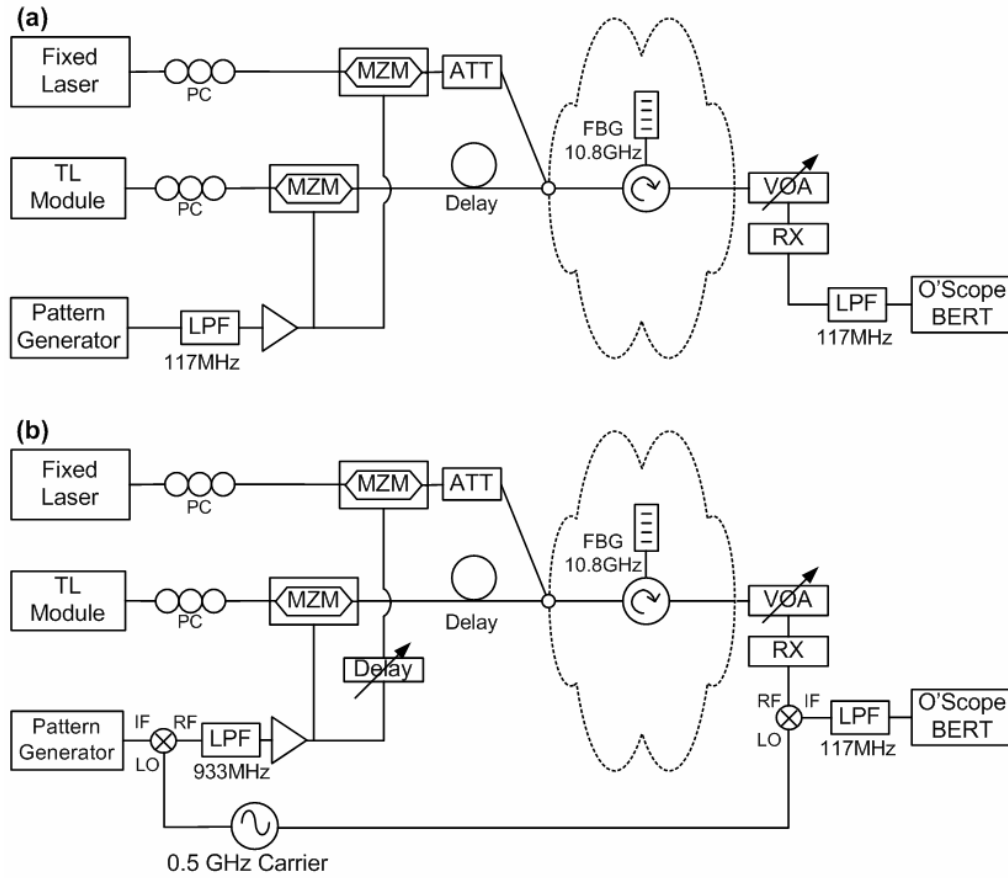 (a)
Fixed
Laser
PC
MZM
ATT
TL
Module
PC
MZM
Delay
FBG
10.8GHz
VOA
RX
Pattern
Generator
LPF
117MHz
LPF
117MHz
O'Scope
BERT
(b)
Fixed
Laser
PC
MZM
ATT
TL
Module
PC
MZM
Delay
FBG
10.8GHz
VOA
RX
Delay
Pattern
Generator
IF
RF
LO
LPF
933MHz
RF
IF
LO
LPF
117MHz
O'Scope
BERT
0.5 GHz Carrier